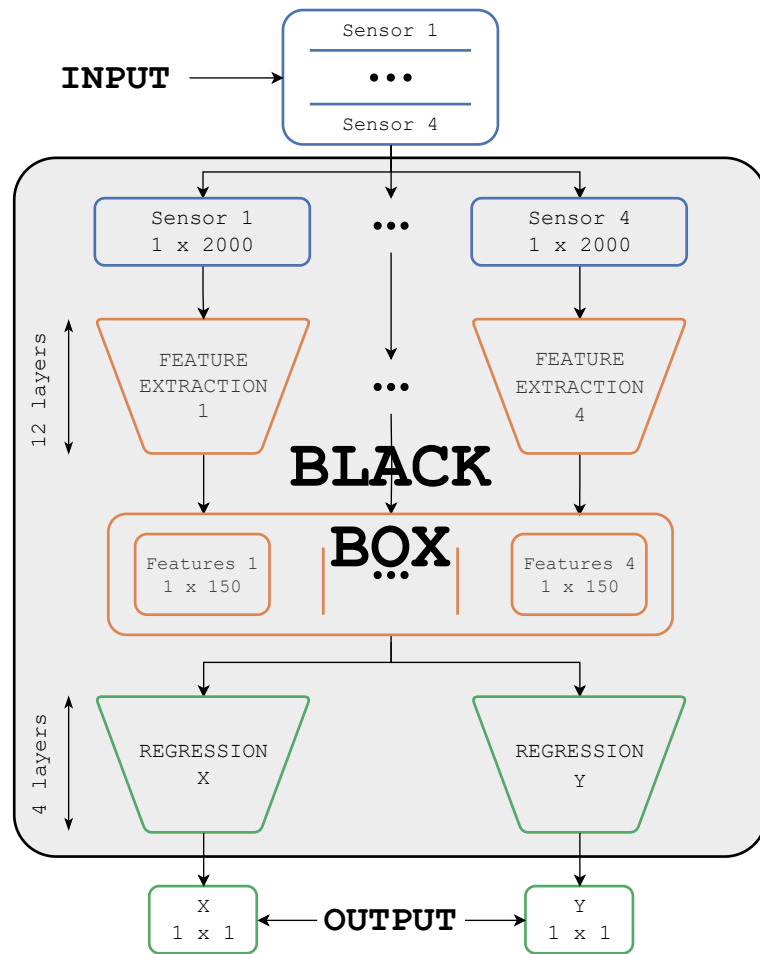 Sensor 1
INPUT
•••
Sensor 4
Sensor 1
1 x 2000
•••
Sensor 4
1 x 2000
12 layers
FEATURE
EXTRACTION
1
•••
FEATURE
EXTRACTION
4
BLACK
BOX
Features 1
1 x 150
•••
Features 4
1 x 150
4 layers
REGRESSION
X
REGRESSION
Y
X
1 x 1
OUTPUT
Y
1 x 1